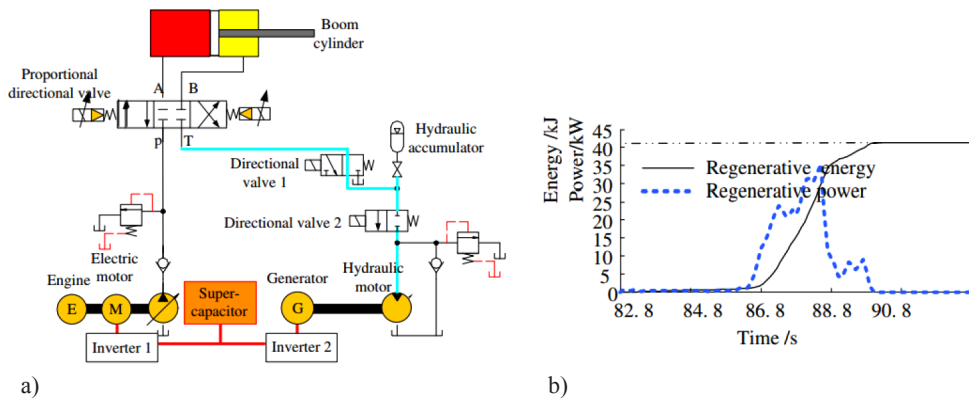 Boom
cylinder
Proportional
directional valve
A B
P T
Hydraulic
accumulator
Directional
valve 1
Directional valve 2
Electric
motor
Engine
Generator
Hydraulic
motor
E M
Super-
capacitor
G
Inverter 1
Inverter 2
a)
Energy /kJ
Power/kW
45
40
35
30
25
20
15
10
5
0
Regenerative energy
Regenerative power
82. 8 84. 8 86. 8 88. 8 90. 8
Time /s
b)